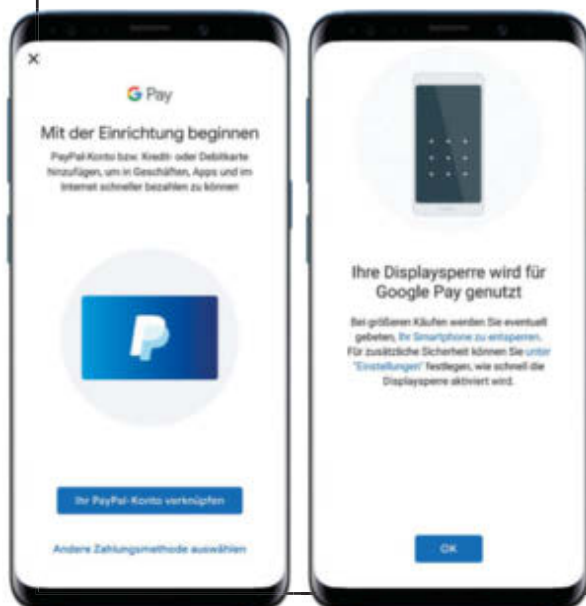 ×
G Pay
Mit der Einrichtung beginnen
PayPal-Konto bzw. Kredit- oder Debitkarte
hinzufügen, um in Geschäften, Apps und im
Internet schneller bezahlen zu können
Ihr PayPal-Konto verknüpfen
Andere Zahlungsmethode auswählen
Ihre Displaysperre wird für
Google Pay genutzt
Bei größeren Käufen werden Sie eventuell
gebeten, Ihr Smartphone zu entsperren.
Für zusätzliche Sicherheit können Sie unter
"Einstellungen" festlegen, wie schnell die
Displaysperre aktiviert wird.
OK